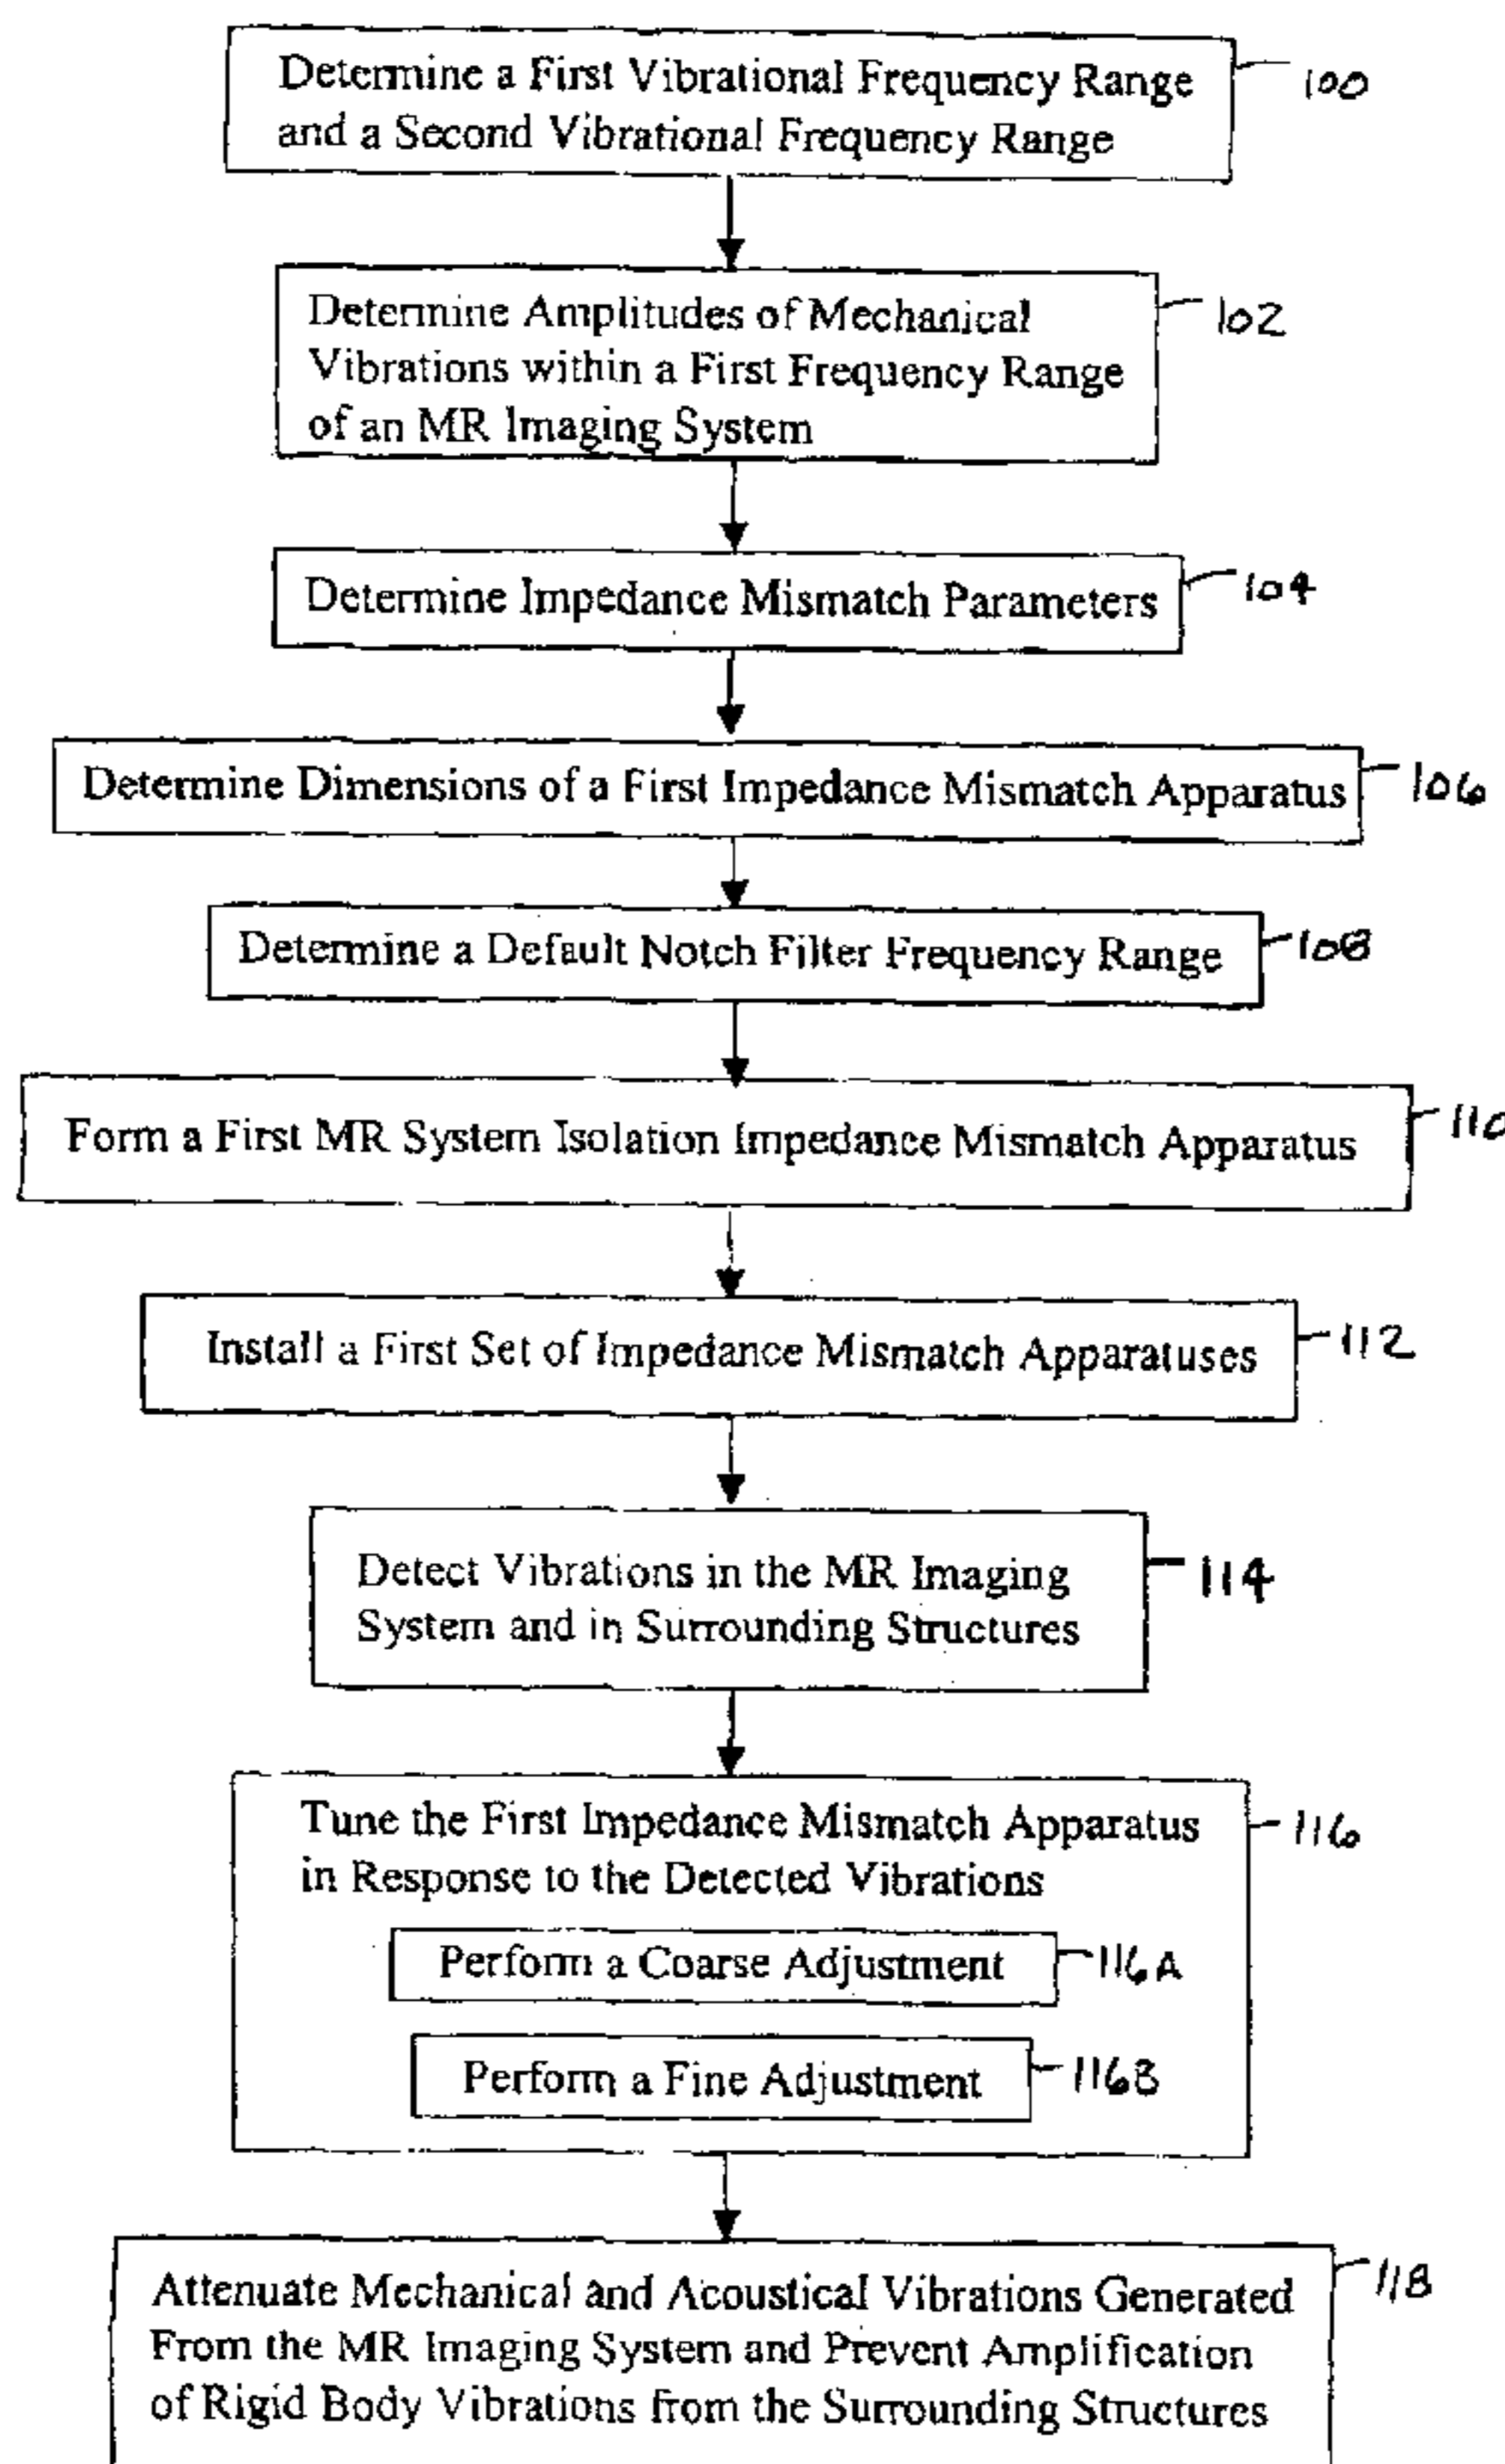 Determine a First Vibrational Frequency Range
and a Second Vibrational Frequency Range
100
Determine Amplitudes of Mechanical
Vibrations within a First Frequency Range
of an MR Imaging System
102
Determine Impedance Mismatch Parameters
104
Determine Dimensions of a First Impedance Mismatch Apparatus
106
Determine a Default Notch Filter Frequency Range
108
Form a First MR System Isolation Impedance Mismatch Apparatus
110
Install a First Set of Impedance Mismatch Apparatuses
112
Detect Vibrations in the MR Imaging
System and in Surrounding Structures
114
Tune the First Impedance Mismatch Apparatus
in Response to the Detected Vibrations
116
Perform a Coarse Adjustment
116A
Perform a Fine Adjustment
116B
Attenuate Mechanical and Acoustical Vibrations Generated
From the MR Imaging System and Prevent Amplification
of Rigid Body Vibrations from the Surrounding Structures
118